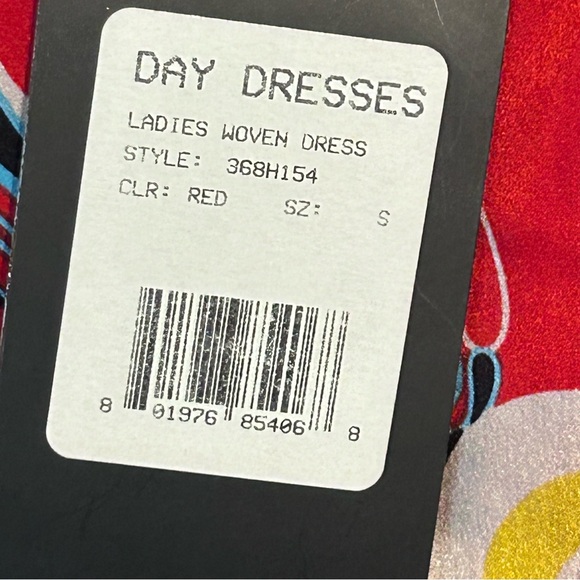 DAY DRESSES
LADIES WOVEN DRESS
STYLE: 368H154
CLR: RED SZ: S
8 01976 85406 8